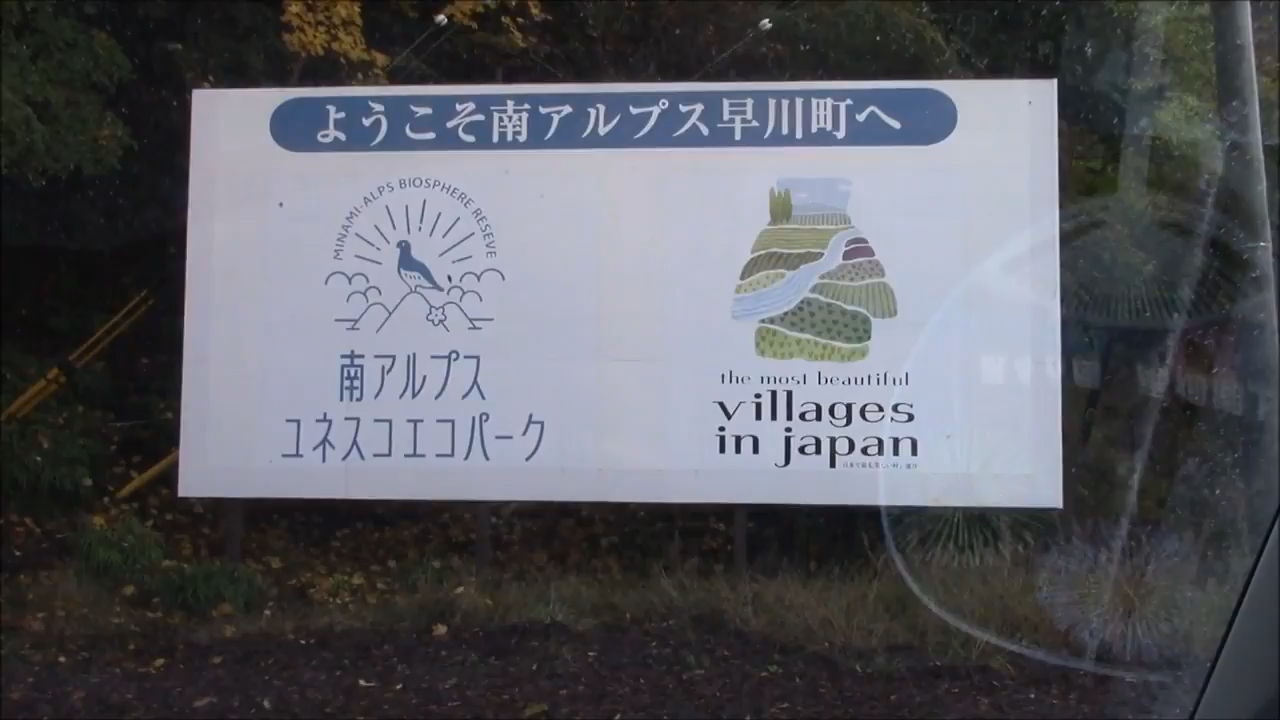 ようこそ南アルプス早川町へ
MINAMI-ALPS BIOSPHERE RESEVE
南アルプス
ユネスコエコパーク
the most beautiful
villages
in japan